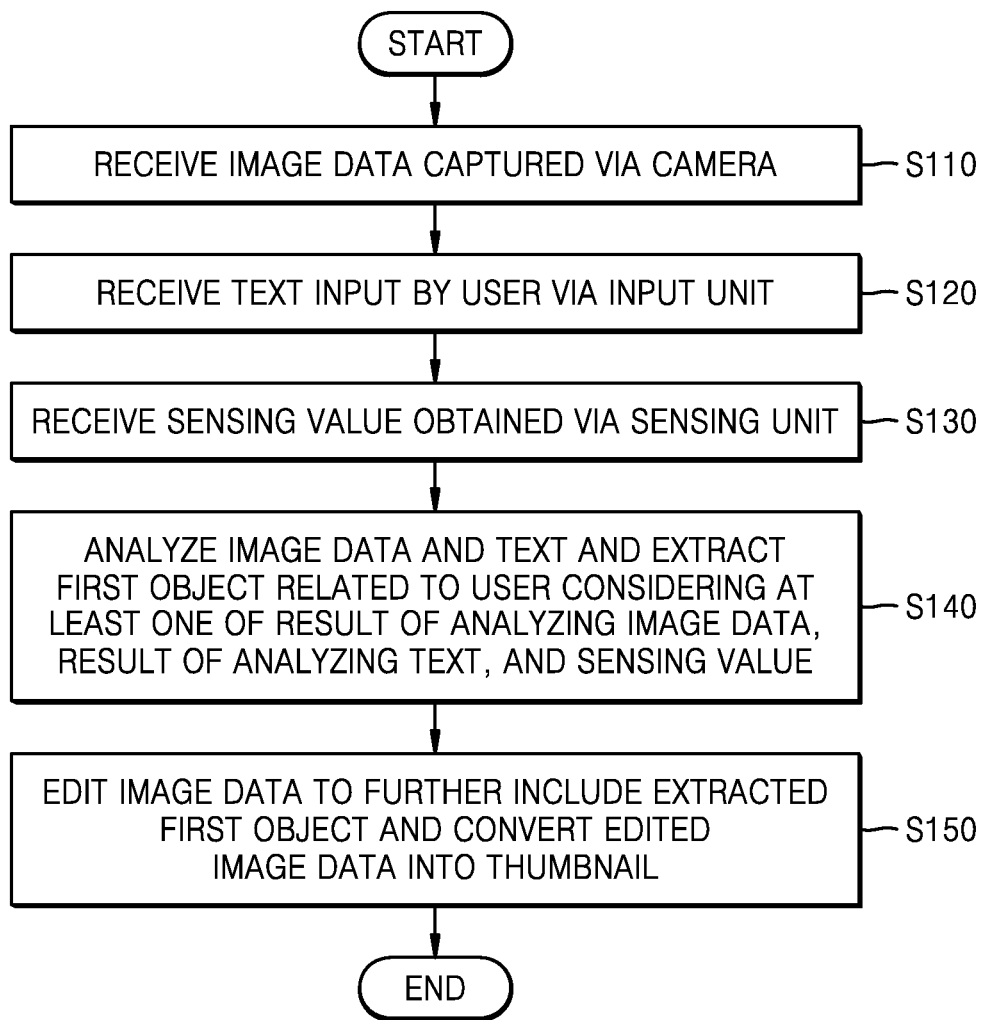 START
RECEIVE IMAGE DATA CAPTURED VIA CAMERA
S110
RECEIVE TEXT INPUT BY USER VIA INPUT UNIT
S120
RECEIVE SENSING VALUE OBTAINED VIA SENSING UNIT
S130
ANALYZE IMAGE DATA AND TEXT AND EXTRACT
FIRST OBJECT RELATED TO USER CONSIDERING AT
LEAST ONE OF RESULT OF ANALYZING IMAGE DATA,
RESULT OF ANALYZING TEXT, AND SENSING VALUE
S140
EDIT IMAGE DATA TO FURTHER INCLUDE EXTRACTED
FIRST OBJECT AND CONVERT EDITED
IMAGE DATA INTO THUMBNAIL
S150
END